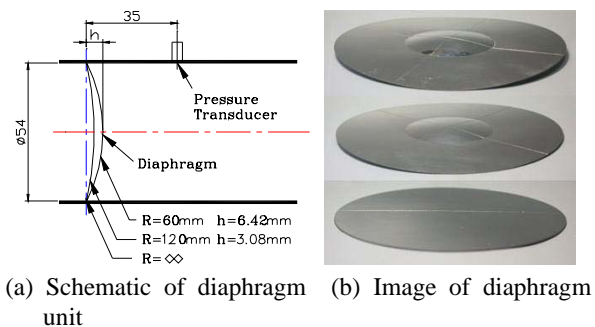 35
h
ø54
Pressure
Transducer
Diaphragm
R=60mm h=6.42mm
R=120mm h=3.08mm
R=∞
(a) Schematic of diaphragm
unit
(b) Image of diaphragm